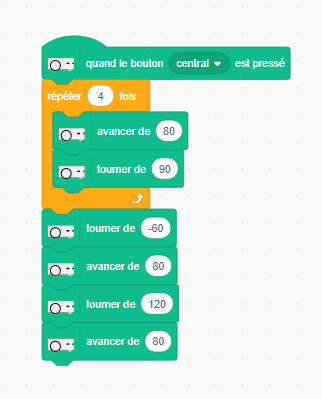 quand le bouton central est pressé
répéter 4 fois
avancer de 80
tourner de 90
tourner de -60
avancer de 80
tourner de 120
avancer de 80